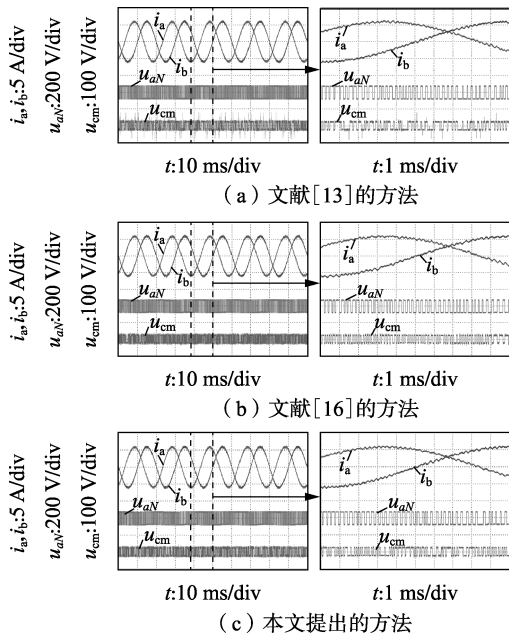 i_a,i_b:5 A/div
u_aN:200 V/div
u_cm:100 V/div
i_a
i_b
u_aN
u_cm
i_a
i_b
u_aN
u_cm
t:10 ms/div
t:1 ms/div
(a) 文献[13]的方法
i_a,i_b:5 A/div
u_aN:200 V/div
u_cm:100 V/div
i_a
i_b
u_aN
u_cm
i_a
i_b
u_aN
u_cm
t:10 ms/div
t:1 ms/div
(b) 文献[16]的方法
i_a,i_b:5 A/div
u_aN:200 V/div
u_cm:100 V/div
i_a
i_b
u_aN
u_cm
i_a
i_b
u_aN
u_cm
t:10 ms/div
t:1 ms/div
(c) 本文提出的方法